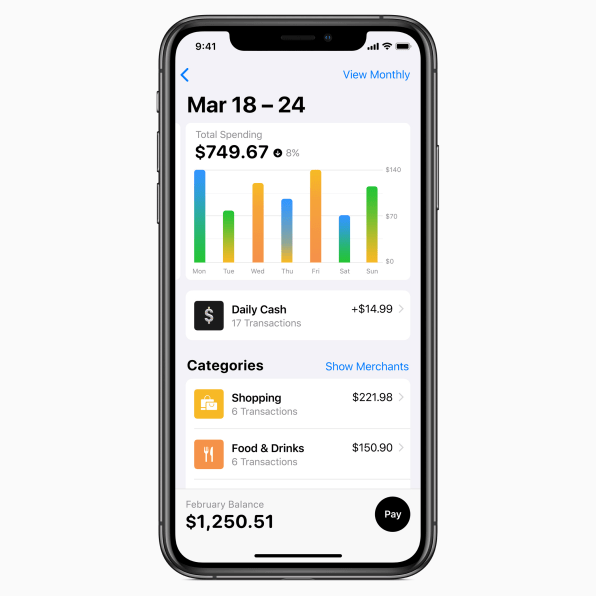 9:41
View Monthly
Mar 18 – 24
Total Spending
$749.67 8%
$140
$70
$0
Mon Tue Wed Thu Fri Sat Sun
Daily Cash +$14.99
17 Transactions
Categories Show Merchants
Shopping $221.98
6 Transactions
Food & Drinks $150.90
6 Transactions
February Balance
$1,250.51
Pay